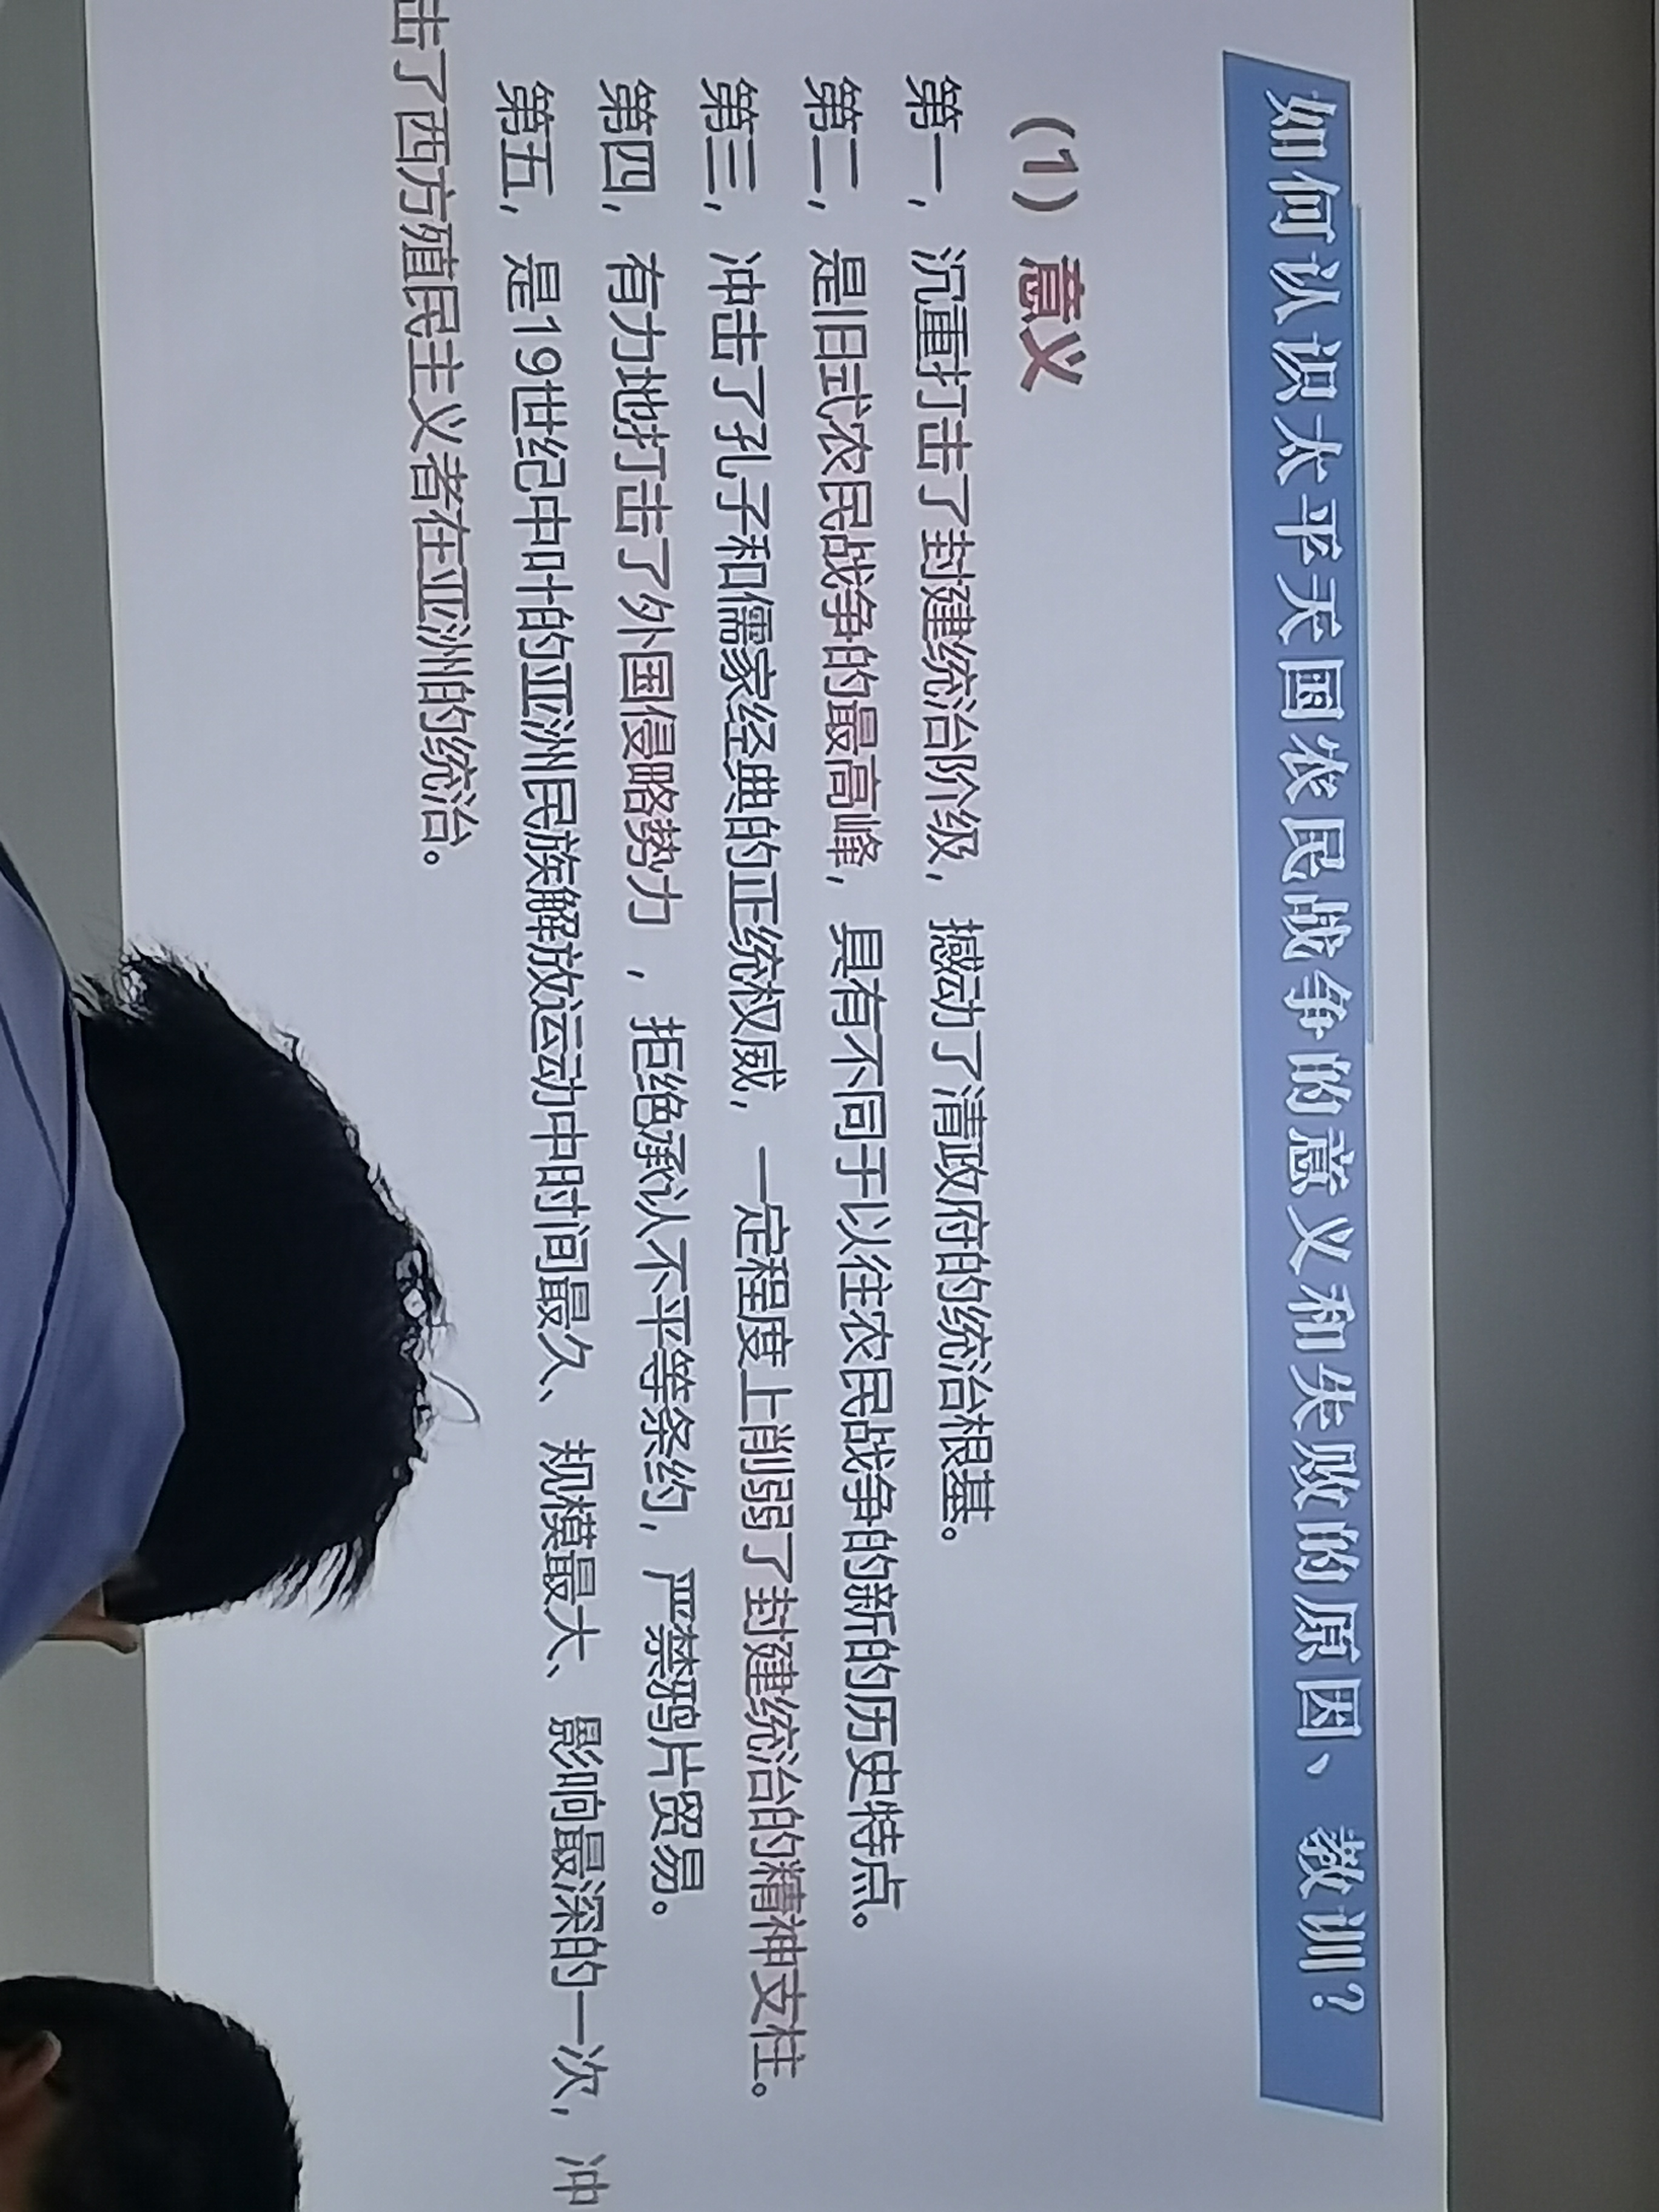 如何认识太平天国农民战争的意义和失败的原因、教训?
(1) 意义
第一, 沉重打击了封建统治阶级, 撼动了清政府的统治根基。
第二, 是旧式农民战争的最高峰, 具有不同于以往农民战争的新的历史特点。
第三, 冲击了孔子和儒家经典的正统权威, 一定程度上削弱了封建统治的精神支柱。
第四, 有力地打击了外国侵略势力 , 拒绝承认不平等条约, 严禁鸦片贸易。
第五, 是19世纪中叶的亚洲民族解放运动中时间最久、规模最大、影响最深的一次, 冲
击了西方殖民主义者在亚洲的统治。